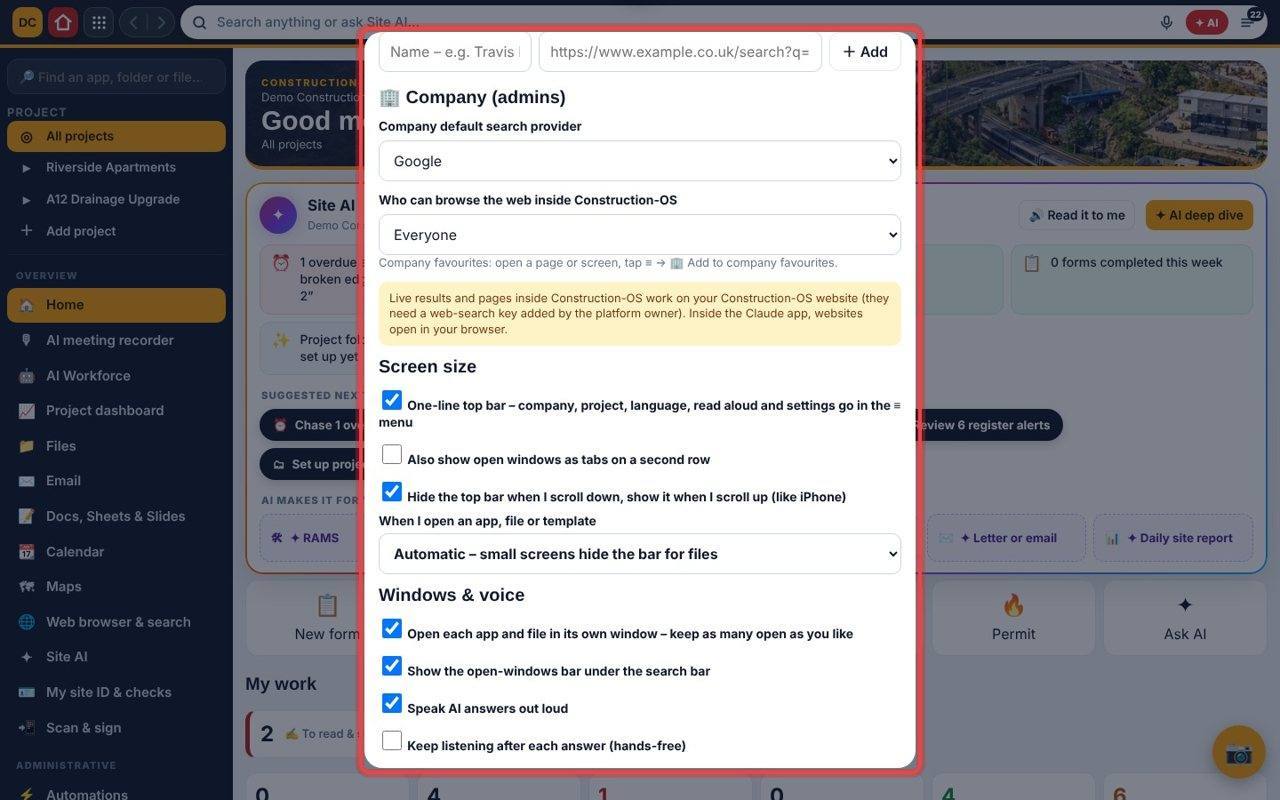 DC
Search anything or ask Site AI...
✦ AI
22
Find an app, folder or file...
PROJECT
All projects
Riverside Apartments
A12 Drainage Upgrade
Add project
OVERVIEW
Home
AI meeting recorder
AI Workforce
Project dashboard
Files
Email
Docs, Sheets & Slides
Calendar
Maps
Web browser & search
Site AI
My site ID & checks
Scan & sign
ADMINISTRATIVE
Automations
CONSTRUCTION
Demo Constructio
Good m
All projects
Site AI
Demo Co
Read it to me
✦ AI deep dive
1 overdue
broken ed
2”
0 forms completed this week
Project fol
set up yet
SUGGESTED NEX
Chase 1 ov
Review 6 register alerts
Set up proje
AI MAKES IT FOR
✦ RAMS
✦ Letter or email
✦ Daily site report
New form
Permit
Ask AI
My work
2
To read &
0
4
1
0
4
6
Name – e.g. Travis
https://www.example.co.uk/search?q=
+ Add
Company (admins)
Company default search provider
Google
Who can browse the web inside Construction-OS
Everyone
Company favourites: open a page or screen, tap ≡ → 🏢 Add to company favourites.
Live results and pages inside Construction-OS work on your Construction-OS website (they
need a web-search key added by the platform owner). Inside the Claude app, websites
open in your browser.
Screen size
One-line top bar – company, project, language, read aloud and settings go in the ≡
menu
Also show open windows as tabs on a second row
Hide the top bar when I scroll down, show it when I scroll up (like iPhone)
When I open an app, file or template
Automatic – small screens hide the bar for files
Windows & voice
Open each app and file in its own window – keep as many open as you like
Show the open-windows bar under the search bar
Speak AI answers out loud
Keep listening after each answer (hands-free)